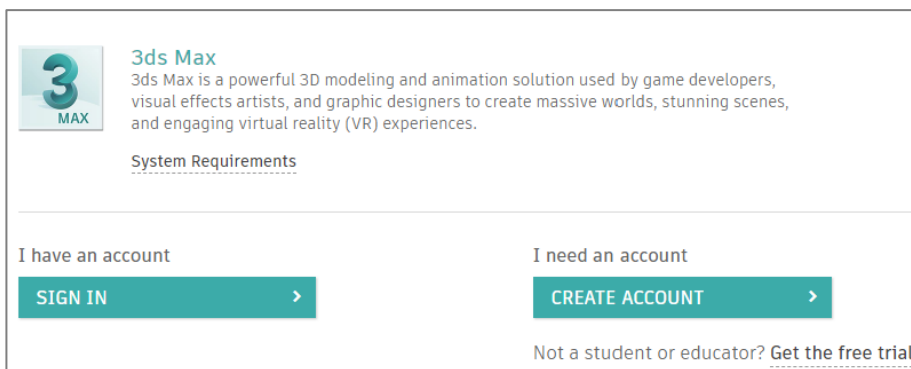 3ds Max
3ds Max is a powerful 3D modeling and animation solution used by game developers,
visual effects artists, and graphic designers to create massive worlds, stunning scenes,
and engaging virtual reality (VR) experiences.
3
MAX
System Requirements
I have an account
I need an account
SIGN IN
CREATE ACCOUNT
Not a student or educator? Get the free trial